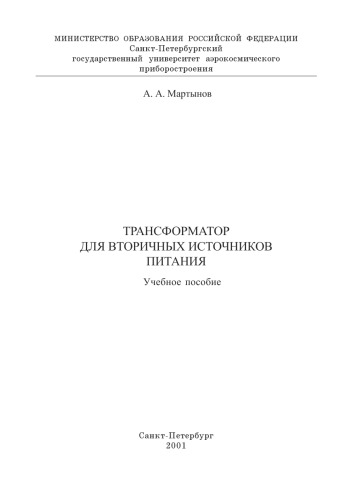 МИНИСТЕРСТВО ОБРАЗОВАНИЯ РОССИЙСКОЙ ФЕДЕРАЦИИ
Санкт-Петербургский
государственный университет аэрокосмического
приборостроения
А. А. Мартынов
ТРАНСФОРМАТОР
ДЛЯ ВТОРИЧНЫХ ИСТОЧНИКОВ
ПИТАНИЯ
Учебное пособие
Санкт-Петербург
2001